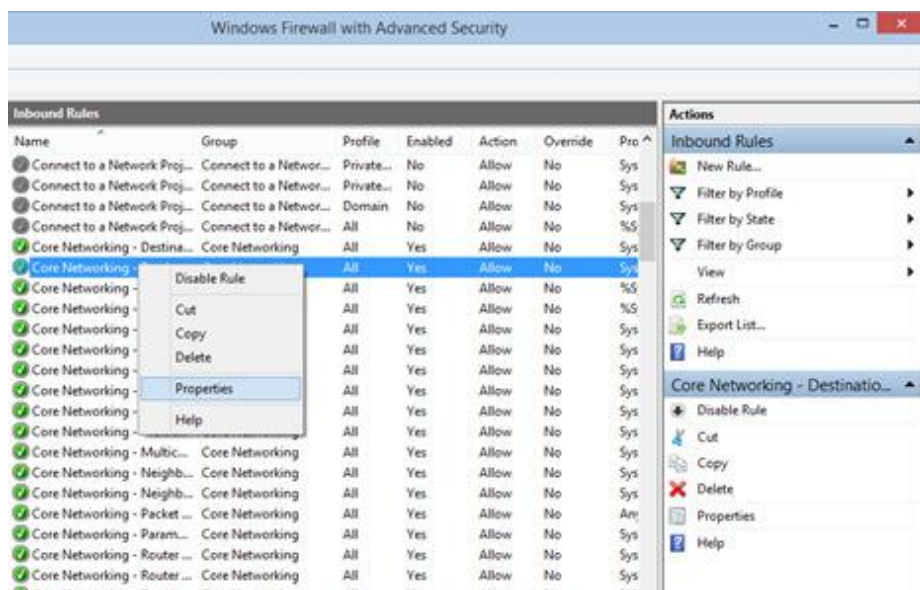 Windows Firewall with Advanced Security
Inbound Rules
Name Group Profile Enabled Action Override Pro
Connect to a Network Proj... Connect to a Networ... Private... No Allow No Sys
Connect to a Network Proj... Connect to a Networ... Private... No Allow No Sys
Connect to a Network Proj... Connect to a Networ... Domain No Allow No Sys
Connect to a Network Proj... Connect to a Networ... All No Allow No %S
Core Networking - Destina... Core Networking All Yes Allow No Sys
Core Networking - All Yes Allow No Sys
Core Networking - All Yes Allow No %S
Core Networking - All Yes Allow No %S
Core Networking - All Yes Allow No Sys
Core Networking - All Yes Allow No Sys
Core Networking - All Yes Allow No Sys
Core Networking - All Yes Allow No Sys
Core Networking - All Yes Allow No Sys
Core Networking - All Yes Allow No Sys
Core Networking - Multic... Core Networking All Yes Allow No Sys
Core Networking - Neighb... Core Networking All Yes Allow No Sys
Core Networking - Neighb... Core Networking All Yes Allow No Sys
Core Networking - Packet ... Core Networking All Yes Allow No An
Core Networking - Param... Core Networking All Yes Allow No Sys
Core Networking - Router ... Core Networking All Yes Allow No Sys
Core Networking - Router ... Core Networking All Yes Allow No Sys
Disable Rule
Cut
Copy
Delete
Properties
Help
Actions
Inbound Rules
New Rule...
Filter by Profile
Filter by State
Filter by Group
View
Refresh
Export List...
Help
Core Networking - Destinatio...
Disable Rule
Cut
Copy
Delete
Properties
Help